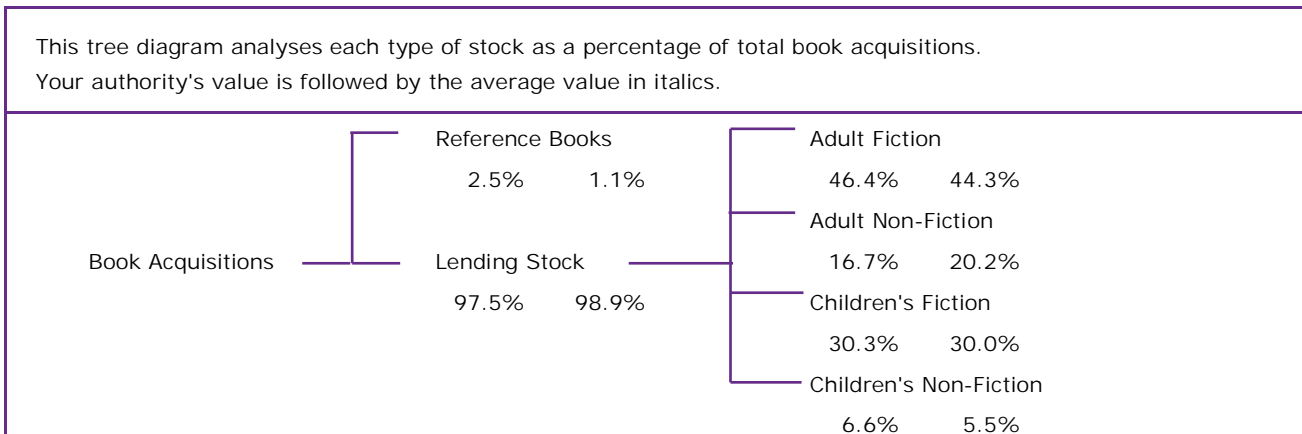 This tree diagram analyses each type of stock as a percentage of total book acquisitions.
Your authority's value is followed by the average value in italics.
Reference Books
2.5% 1.1%
Book Acquisitions
Lending Stock
97.5% 98.9%
Adult Fiction
46.4% 44.3%
Adult Non-Fiction
16.7% 20.2%
Children's Fiction
30.3% 30.0%
Children's Non-Fiction
6.6% 5.5%